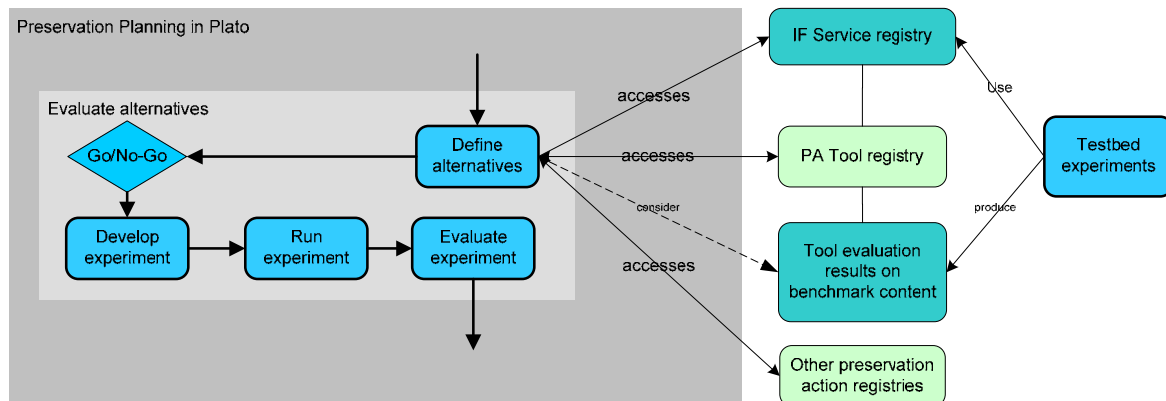 Preservation Planning in Plato
Evaluate alternatives
Go/No-Go
Define
alternatives
Develop
experiment
Run
experiment
Evaluate
experiment
accesses
accesses
consider
accesses
IF Service registry
PA Tool registry
Tool evaluation
results on
benchmark content
Other preservation
action registries
Use
produce
Testbed
experiments